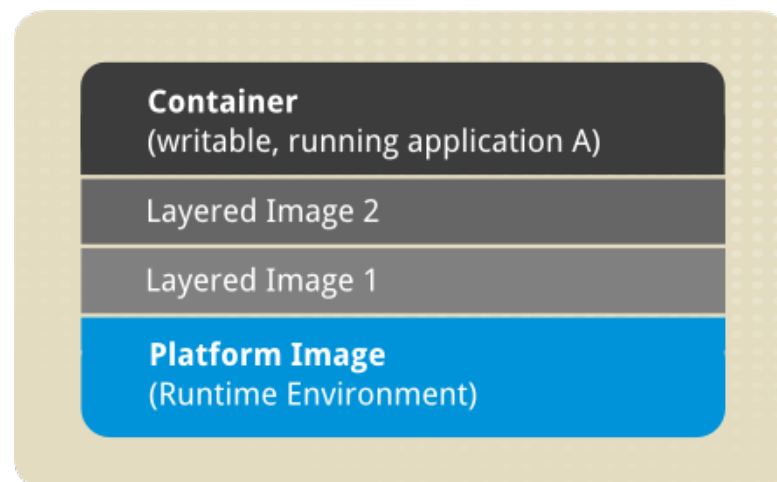 Container
(writable, running application A)
Layered Image 2
Layered Image 1
Platform Image
(Runtime Environment)